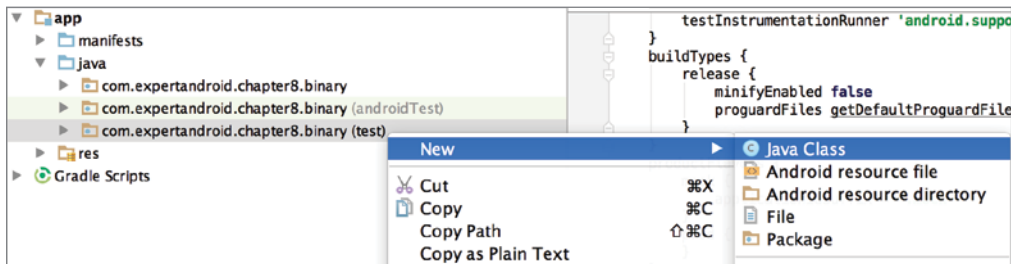 app
manifests
java
com.expertandroid.chapter8.binary
com.expertandroid.chapter8.binary (androidTest)
com.expertandroid.chapter8.binary (test)
res
Gradle Scripts
testInstrumentationRunner 'android.suppo
}
buildTypes {
release {
minifyEnabled false
proguardFiles getDefaultProguardFile
}
New
Cut ⌘X
Copy ⌘C
Copy Path ⇧⌘C
Copy as Plain Text
Java Class
Android resource file
Android resource directory
File
Package